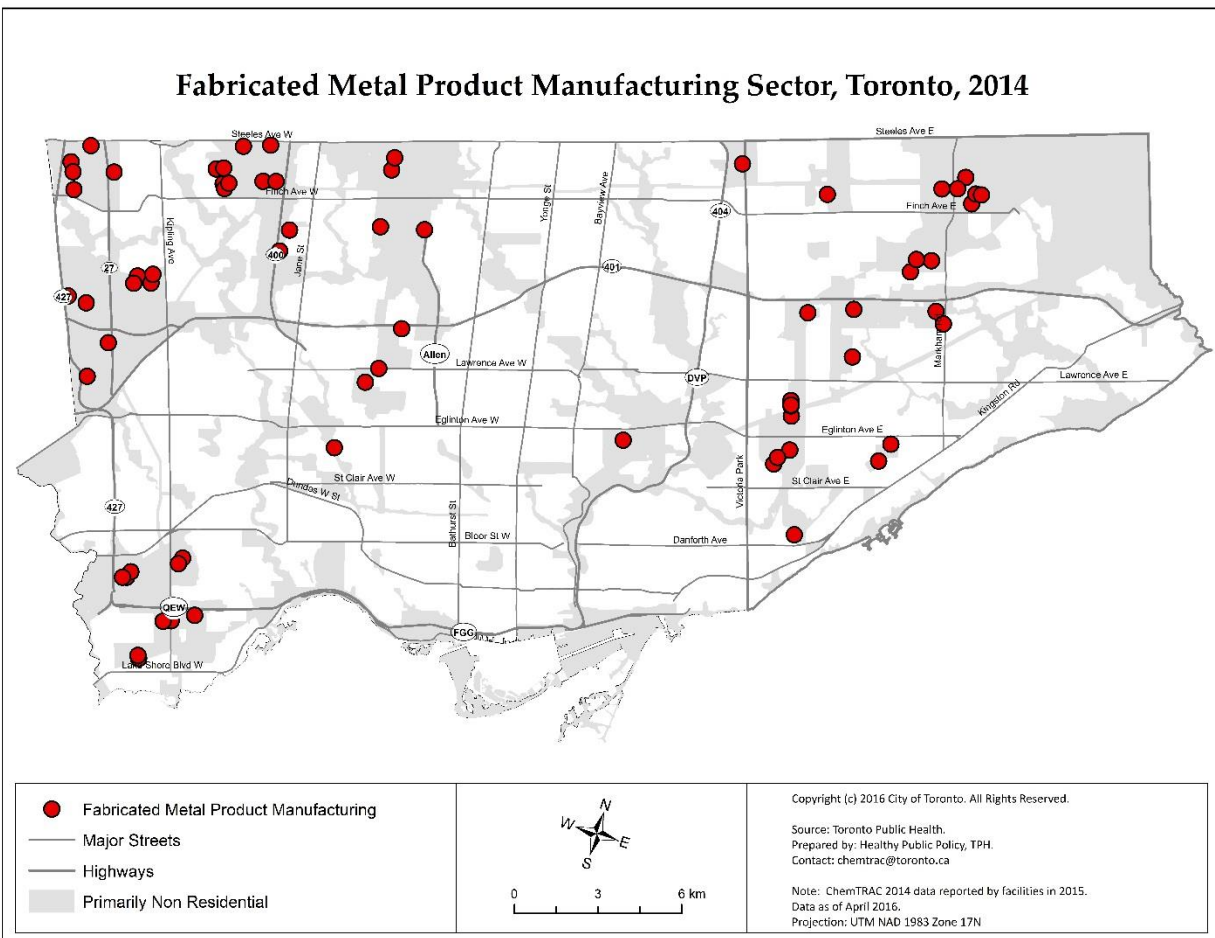 Fabricated Metal Product Manufacturing Sector, Toronto, 2014
Steeles Ave W
Steeles Ave E
Finch Ave W
Finch Ave E
Kipling Ave
Jane St
Yonge St
Bayview Ave
404
400
27
427
401
Allen
DVP
Lawrence Ave W
Lawrence Ave E
Markham
Kingston Rd
Eglinton Ave W
Eglinton Ave E
Victoria Park
St Clair Ave W
St Clair Ave E
Dundas W St
427
Bathurst St
Bloor St W
Danforth Ave
QEW
FGG
Lake Shore Blvd W
Fabricated Metal Product Manufacturing
Major Streets
Highways
Primarily Non Residential
N
W
E
S
0 3 6 km
Copyright (c) 2016 City of Toronto. All Rights Reserved.
Source: Toronto Public Health.
Prepared by: Healthy Public Policy, TPH.
Contact: chemtrac@toronto.ca
Note: ChemTRAC 2014 data reported by facilities in 2015.
Data as of April 2016.
Projection: UTM NAD 1983 Zone 17N